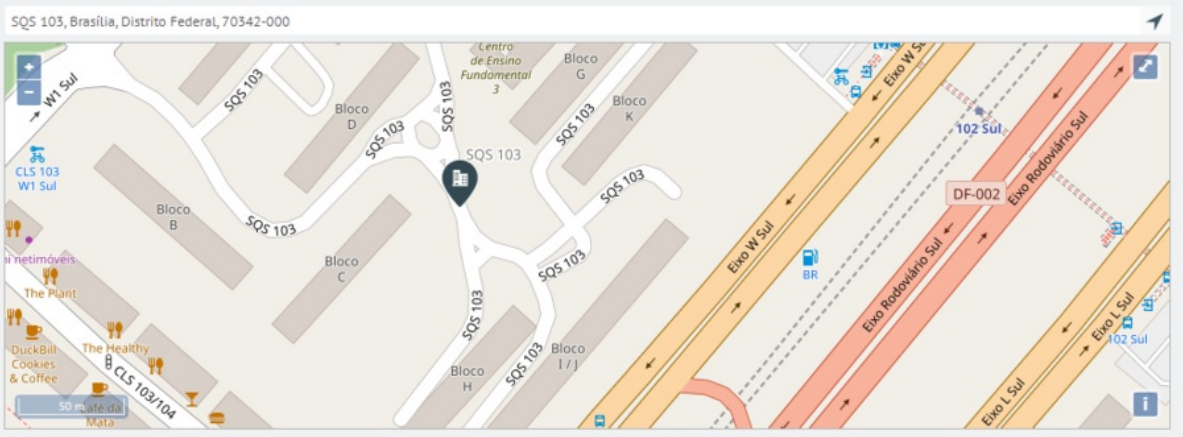 SQS 103, Brasília, Distrito Federal, 70342-000
+
−
W1 Sul
SQS 103
Bloco
D
SQS 103
SQS 103
Centro
de Ensino
Fundamental
3
Bloco
G
SQS 103
Bloco
K
Eixo W Su
102 Sul
Eixo Rodoviário Sul
DF-002
SQS 103
SQS 103
CLS 103
W1 Sul
Bloco
B
SQS 103
Bloco
C
SQS 103
SQS 103
SQS 103
Bloco
H
Bloco
I / J
Eixo W Sul
BR
Eixo Rodoviário Sul
Eixo L Sul
102 Sul
Eixo L Sul
i netimóveis
The Plant
DuckBill
Cookies
& Coffee
The Healthy
CLS 103/104
50 m
Café da
Mata
i